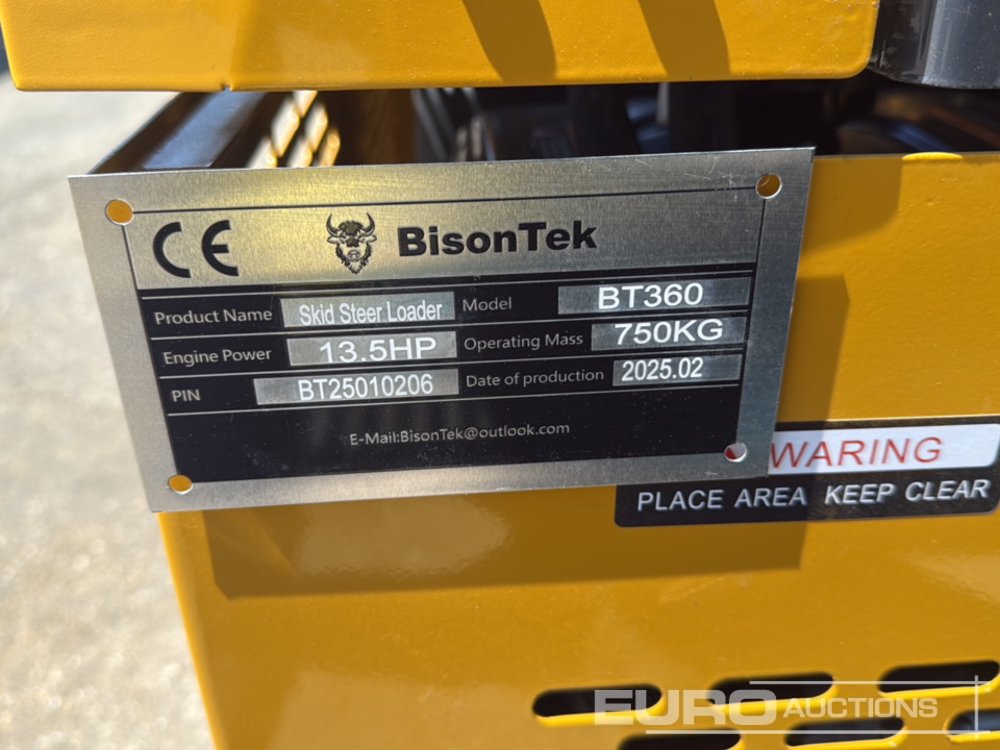 CE BisonTek
Product Name Skid Steer Loader Model BT360
Engine Power 13.5HP Operating Mass 750KG
PIN BT25010206 Date of production 2025.02
E-Mail:BisonTek@outlook.com
WARING
PLACE AREA KEEP CLEAR
EURO AUCTIONS